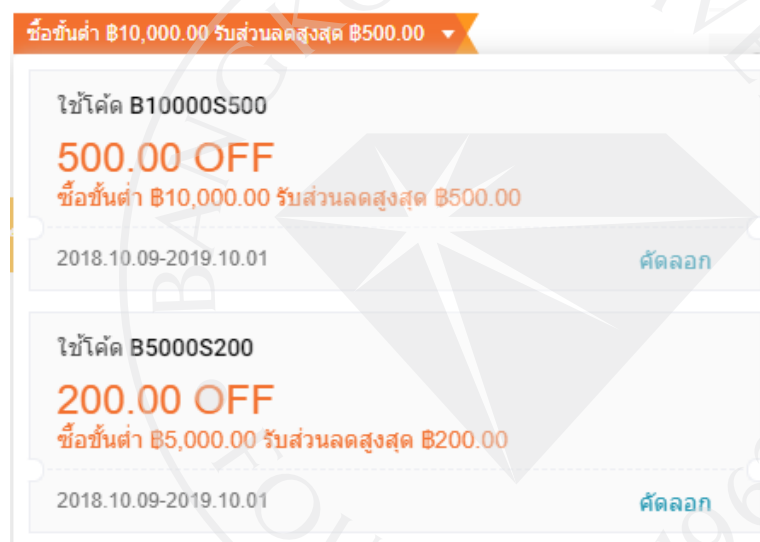 ซื้อขั้นต่ำ ฿10,000.00 รับส่วนลดสูงสุด ฿500.00
ใช้โค้ด B10000S500
500.00 OFF
ซื้อขั้นต่ำ ฿10,000.00 รับส่วนลดสูงสุด ฿500.00
2018.10.09-2019.10.01
คัดลอก
ใช้โค้ด B5000S200
200.00 OFF
ซื้อขั้นต่ำ ฿5,000.00 รับส่วนลดสูงสุด ฿200.00
2018.10.09-2019.10.01
คัดลอก